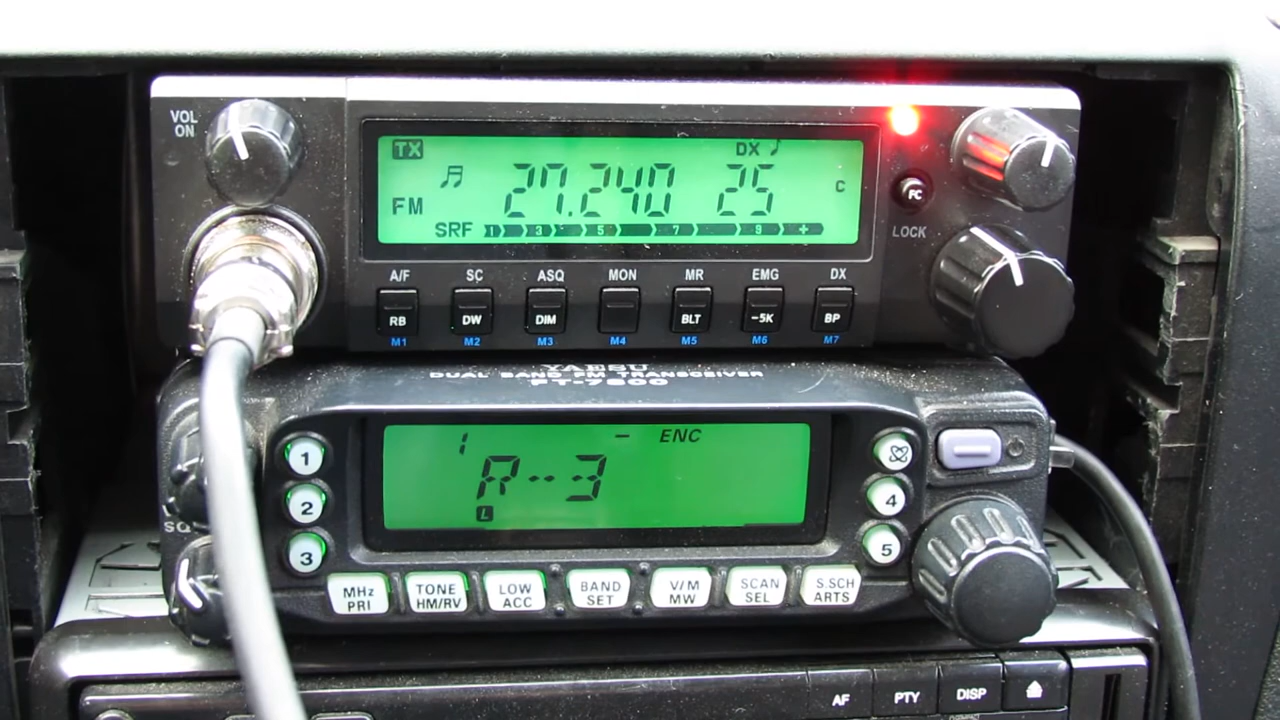 VOL
ON
TX
DX
FM
27.240 25
C
SRF
1 3 5 7 9 +
FC
LOCK
A/F SC ASQ MON MR EMG DX
RB DW DIM BLT -5K BP
M1 M2 M3 M4 M5 M6 M7
YAESU
DUAL BAND FM TRANSCEIVER
FT-7800
1 - ENC
R--3
L
1
2
3
4
5
SQ
MHz
PRI
TONE
HM/RV
LOW
ACC
BAND
SET
V/M
MW
SCAN
SEL
S.SCH
ARTS
AF PTY DISP